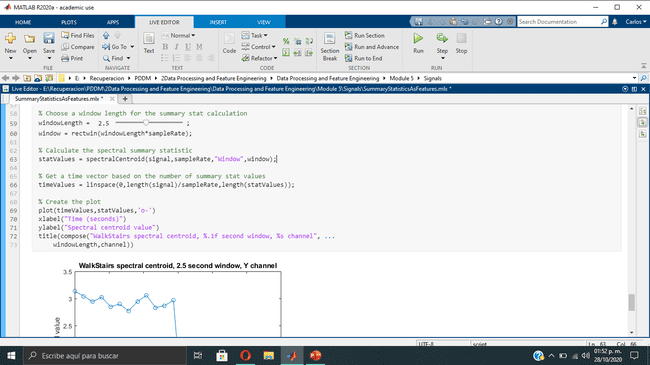 MATLAB R2020a - academic use
HOME PLOTS APPS LIVE EDITOR INSERT VIEW
Search Documentation Carlos
New Open Save Find Files Compare Print
Go To Find
Text Normal
B I U M
Code Task Control Refactor
Section Break Run Section Run and Advance Run to End
Run Step Stop
FILE NAVIGATE TEXT CODE SECTION RUN
E: Recuperacion PDDM 2Data Processing and Feature Engineering Data Processing and Feature Engineering Module 5 Signals
Live Editor - E:\Recuperacion\PDDM\2Data Processing and Feature Engineering\Data Processing and Feature Engineering\Module 5\Signals\SummaryStatisticsAsFeatures.mlx *
SummaryStatisticsAsFeatures.mlx * +
58 % Choose a window length for the summary stat calculation
59 windowLength = 2.5 ;
60 window = rectwin(windowLength*sampleRate);
62 % Calculate the spectral summary statistic
63 statValues = spectralCentroid(signal,sampleRate,"Window",window);
65 % Get a time vector based on the number of stat values
66 timeValues = linspace(0,length(signal)/sampleRate,length(statValues));
68 % Create the plot
69 plot(timeValues,statValues,'o-')
70 xlabel("Time (seconds)")
71 ylabel("Spectral centroid value")
72 title(compose("WalkStairs spectral centroid, %.1f second window, %s channel", ...
73 windowLength,channel))
WalkStairs spectral centroid, 2.5 second window, Y channel
3.5
3
2.5
value
UTF-8 script Ln 63 Col 66
Escribe aquí para buscar
01:52 p. m.
28/10/2020